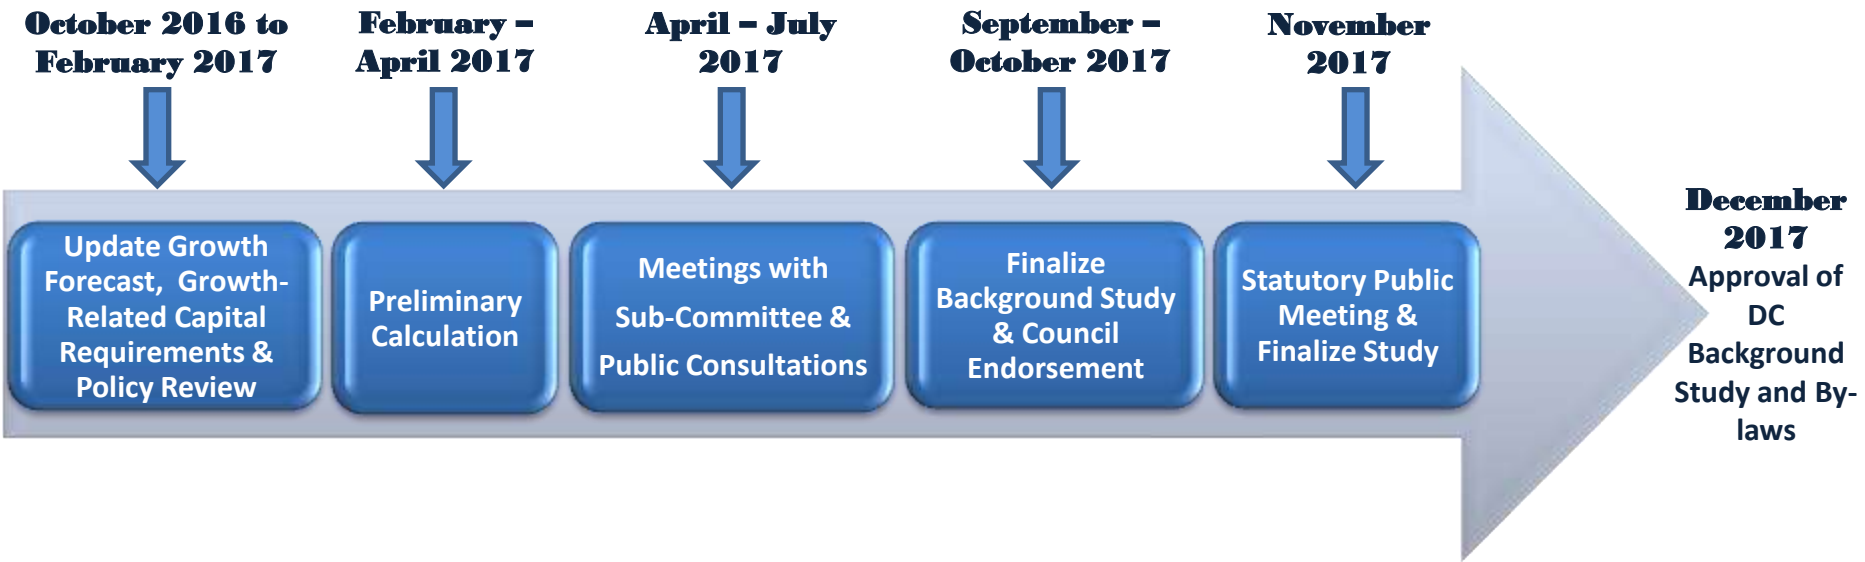 October 2016 to
February 2017
February –
April 2017
April – July
2017
September –
October 2017
November
2017
Update Growth
Forecast,  Growth-
Related Capital
Requirements &
Policy Review
Preliminary
Calculation
Meetings with
Sub-Committee &
Public Consultations
Finalize
Background Study
& Council
Endorsement
Statutory Public
Meeting &
Finalize Study
December
2017
Approval of
DC
Background
Study and By-
laws